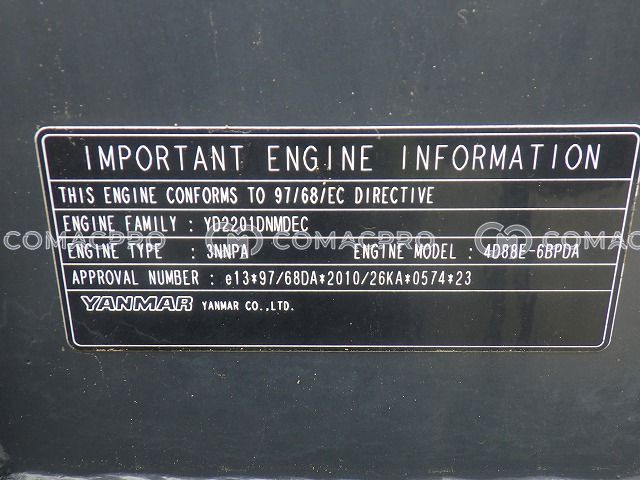 IMPORTANT ENGINE INFORMATION
THIS ENGINE CONFORMS TO 97/68/EC DIRECTIVE
ENGINE FAMILY : YD2201DNMDEC
COMACPRO COMACPRO COMACPRO COMACPRO
ENGINE TYPE : 3NNPA ENGINE MODEL : 4D88E-6BPDA
APPROVAL NUMBER : e13*97/68DA*2010/26KA*0574*23
YANMAR YANMAR CO.,LTD.